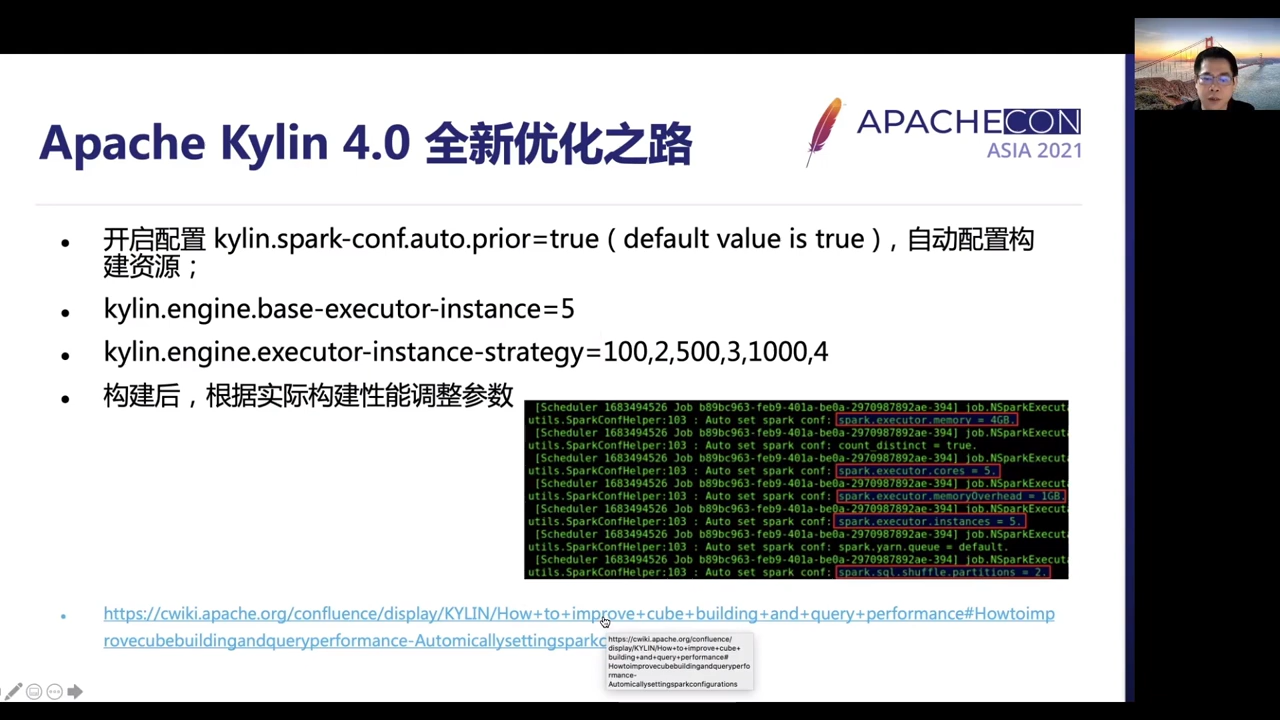 Apache Kylin 4.0 全新优化之路
APACHECON
ASIA 2021
• 开启配置 kylin.spark-conf.auto.prior=true ( default value is true )，自动配置构
建资源；
• kylin.engine.base-executor-instance=5
• kylin.engine.executor-instance-strategy=100,2,500,3,1000,4
• 构建后，根据实际构建性能调整参数
[Scheduler 1683494526 Job b89bc963-feb9-401a-be0a-2970987892ae-394] job.NSparkExecuta
utils.SparkConfHelper:103 : Auto set spark conf: spark.executor.memory = 4GB.
[Scheduler 1683494526 Job b89bc963-feb9-401a-be0a-2970987892ae-394] job.NSparkExecuta
utils.SparkConfHelper:103 : Auto set spark conf: count_distinct = true.
[Scheduler 1683494526 Job b89bc963-feb9-401a-be0a-2970987892ae-394] job.NSparkExecuta
utils.SparkConfHelper:103 : Auto set spark conf: spark.executor.cores = 5.
[Scheduler 1683494526 Job b89bc963-feb9-401a-be0a-2970987892ae-394] job.NSparkExecuta
utils.SparkConfHelper:103 : Auto set spark conf: spark.executor.memoryOverhead = 1GB.
[Scheduler 1683494526 Job b89bc963-feb9-401a-be0a-2970987892ae-394] job.NSparkExecuta
utils.SparkConfHelper:103 : Auto set spark conf: spark.executor.instances = 5.
[Scheduler 1683494526 Job b89bc963-feb9-401a-be0a-2970987892ae-394] job.NSparkExecuta
utils.SparkConfHelper:103 : Auto set spark conf: spark.yarn.queue = default.
[Scheduler 1683494526 Job b89bc963-feb9-401a-be0a-2970987892ae-394] job.NSparkExecuta
utils.SparkConfHelper:103 : Auto set spark conf: spark.sql.shuffle.partitions = 2.
• https://cwiki.apache.org/confluence/display/KYLIN/How+to+improve+cube+building+and+query+performance#Howtoimp
rovecubebuildingandqueryperformance-Automicallysettingsparkc
https://cwiki.apache.org/confluence/
display/KYLIN/How+to+improve+cube+
building+and+query+performance#
Howtoimprovecubebuildingandqueryperfo
rmance-
Automicallysettingsparkconfigurations